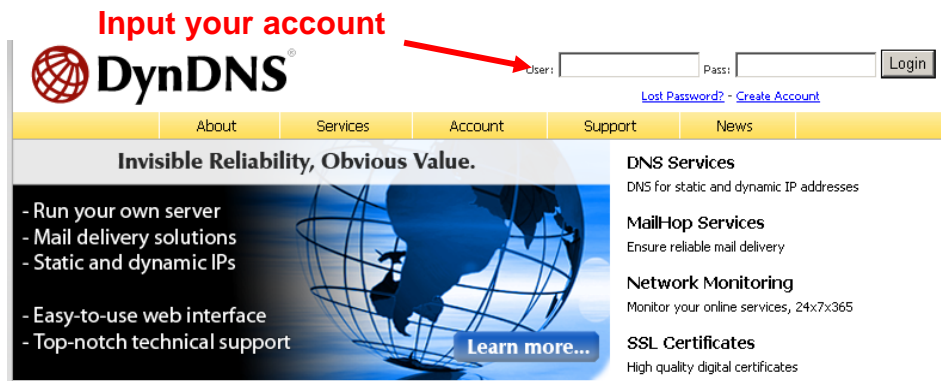 Input your account
DynDNS®
User:
Pass:
Login
Lost Password? - Create Account
About Services Account Support News
Invisible Reliability, Obvious Value.
- Run your own server
- Mail delivery solutions
- Static and dynamic IPs
- Easy-to-use web interface
- Top-notch technical support
Learn more...
DNS Services
DNS for static and dynamic IP addresses
MailHop Services
Ensure reliable mail delivery
Network Monitoring
Monitor your online services, 24x7x365
SSL Certificates
High quality digital certificates